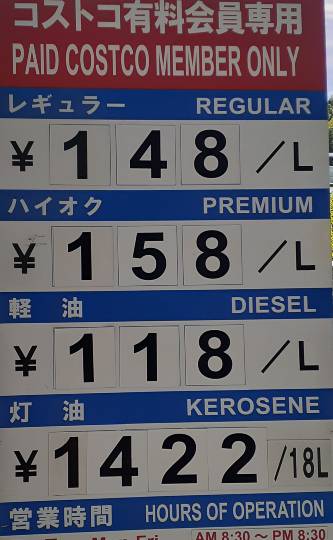 コストコ有料会員専用
PAID COSTCO MEMBER ONLY
レギュラー REGULAR
¥148/L
ハイオク PREMIUM
¥158/L
軽油 DIESEL
¥118/L
灯油 KEROSENE
¥1422/18L
営業時間 HOURS OF OPERATION
AM 8:30 ~ PM 8:30